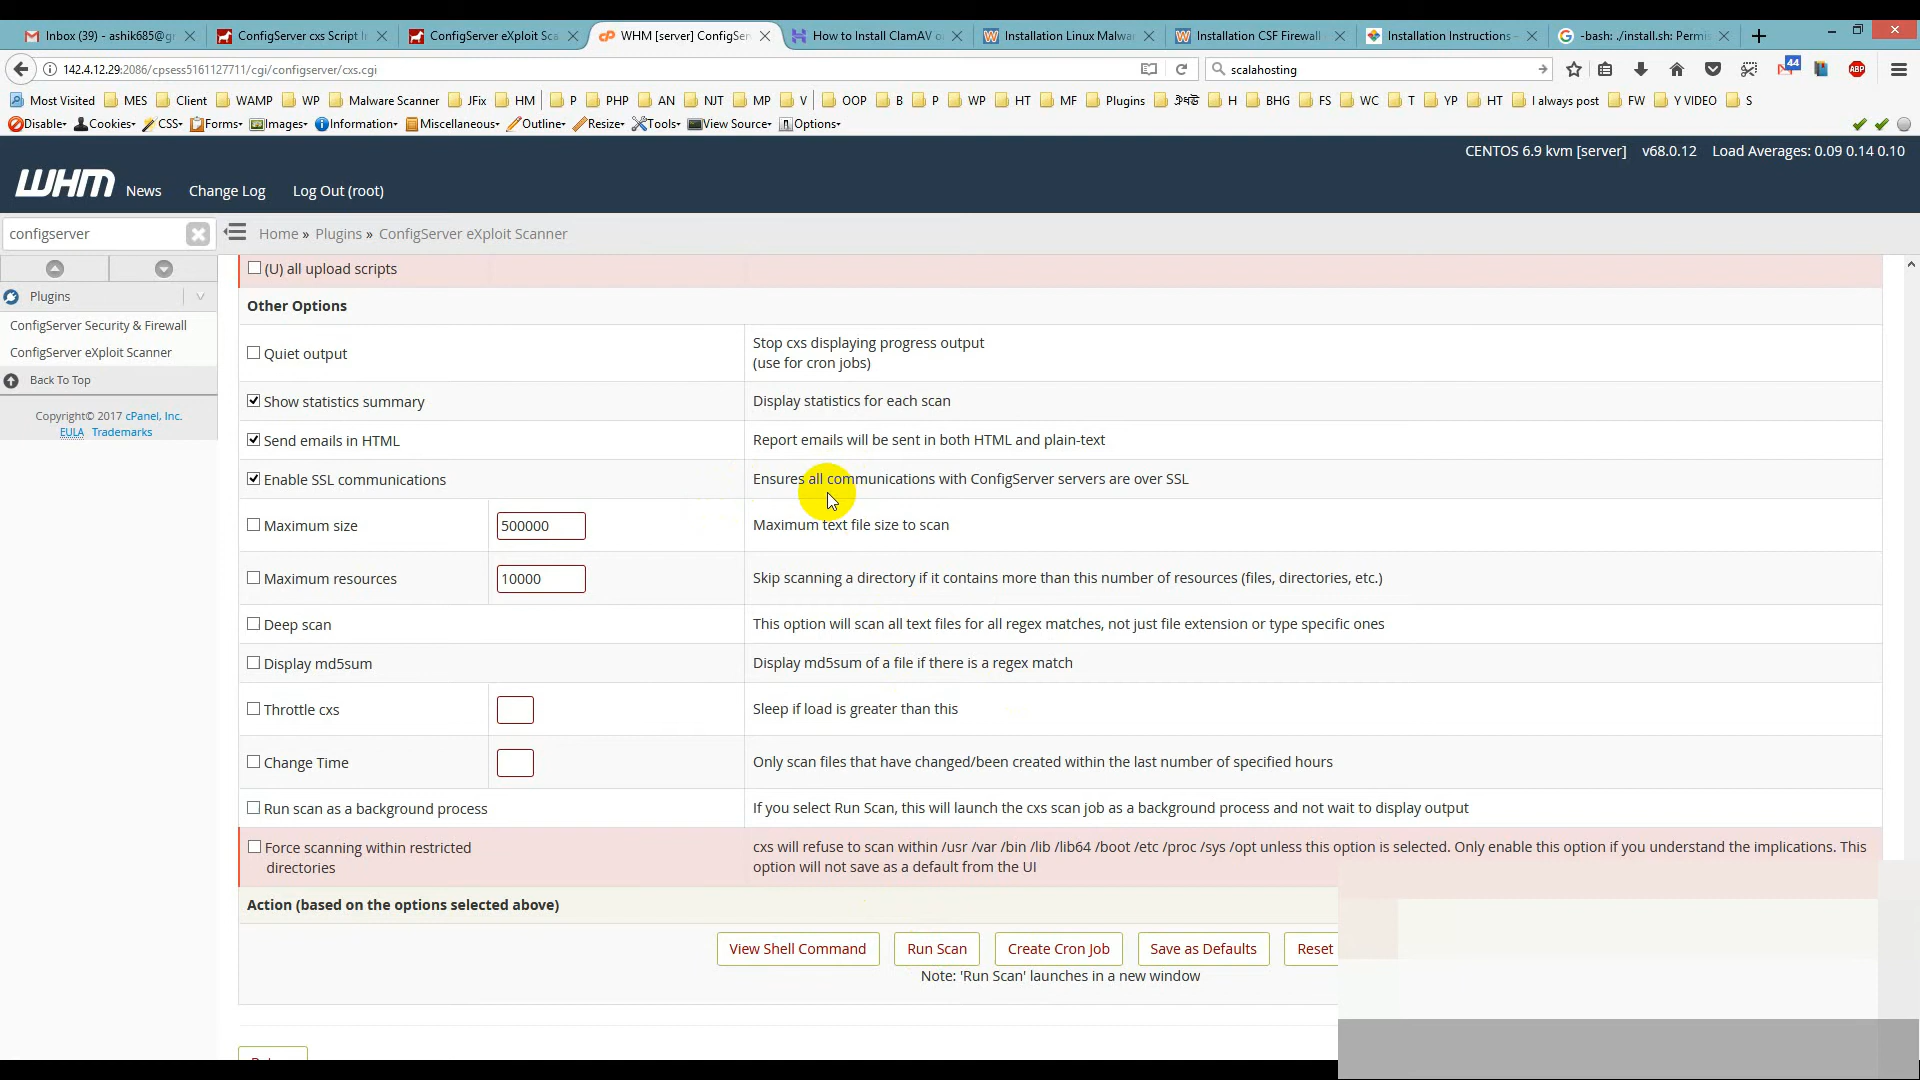 Inbox (39) - ashik685@g
ConfigServer cxs Script I
ConfigServer eXploit Sca
WHM [server] ConfigSer
How to Install ClamAV o
Installation Linux Malwa
Installation CSF Firewall
Installation Instructions -
-bash: ./install.sh: Permis
142.4.12.29:2086/cpsess5161127711/cgi/configserver/cxs.cgi
scalahosting
44
ABP
Most Visited MES Client WAMP WP Malware Scanner JFix HM P PHP AN NJT MP V OOP B P WP HT MF Plugins H BHG FS WC T YP HT I always post FW Y VIDEO S
Disable Cookies CSS Forms Images Information Miscellaneous Outline Resize Tools View Source Options
CENTOS 6.9 kvm [server] v68.0.12 Load Averages: 0.09 0.14 0.10
WHM News Change Log Log Out (root)
configserver
Home » Plugins » ConfigServer eXploit Scanner
Plugins
ConfigServer Security & Firewall
ConfigServer eXploit Scanner
Back To Top
Copyright© 2017 cPanel, Inc.
EULA Trademarks
(U) all upload scripts
Other Options
Quiet output
Stop cxs displaying progress output
(use for cron jobs)
Show statistics summary
Display statistics for each scan
Send emails in HTML
Report emails will be sent in both HTML and plain-text
Enable SSL communications
Ensures all communications with ConfigServer servers are over SSL
Maximum size
500000
Maximum text file size to scan
Maximum resources
10000
Skip scanning a directory if it contains more than this number of resources (files, directories, etc.)
Deep scan
This option will scan all text files for all regex matches, not just file extension or type specific ones
Display md5sum
Display md5sum of a file if there is a regex match
Throttle cxs
Sleep if load is greater than this
Change Time
Only scan files that have changed/been created within the last number of specified hours
Run scan as a background process
If you select Run Scan, this will launch the cxs scan job as a background process and not wait to display output
Force scanning within restricted
directories
cxs will refuse to scan within /usr /var /bin /lib /lib64 /boot /etc /proc /sys /opt unless this option is selected. Only enable this option if you understand the implications. This
option will not save as a default from the UI
Action (based on the options selected above)
View Shell Command Run Scan Create Cron Job Save as Defaults Reset
Note: 'Run Scan' launches in a new window